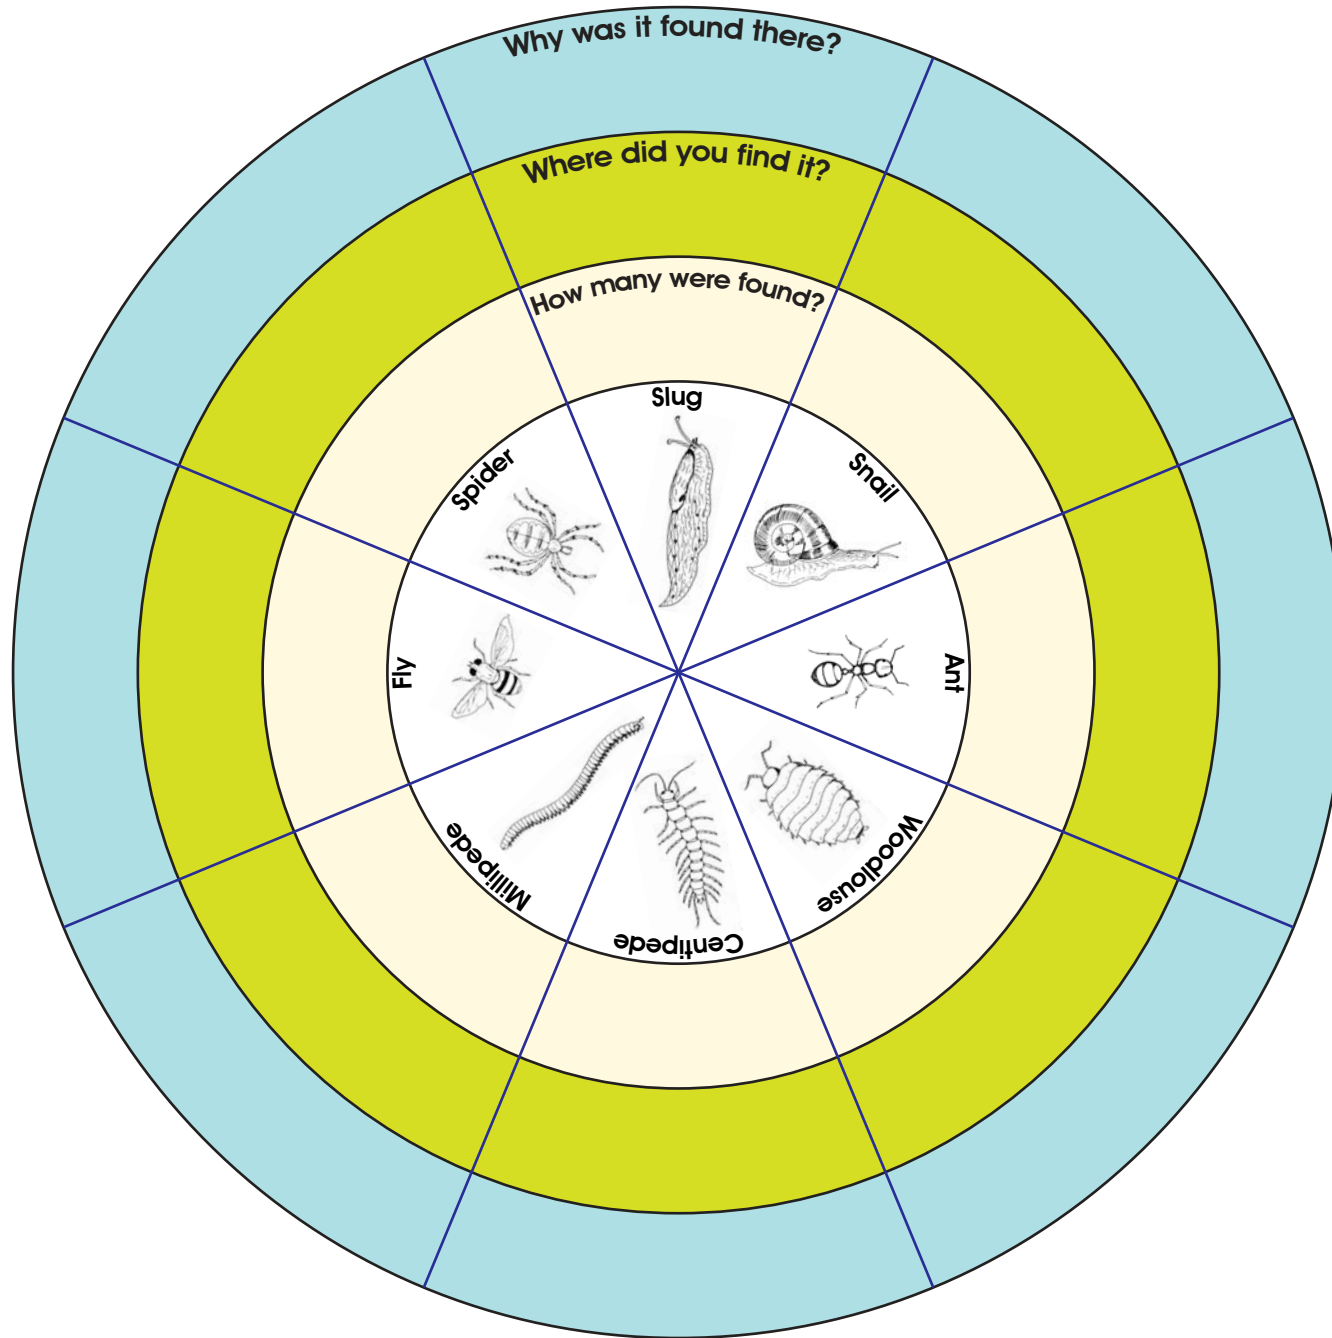 Why was it found there?
Where did you find it?
How many were found?
Slug
Snail
Ant
Woodlouse
Centipede
Millipede
Fly
Spider